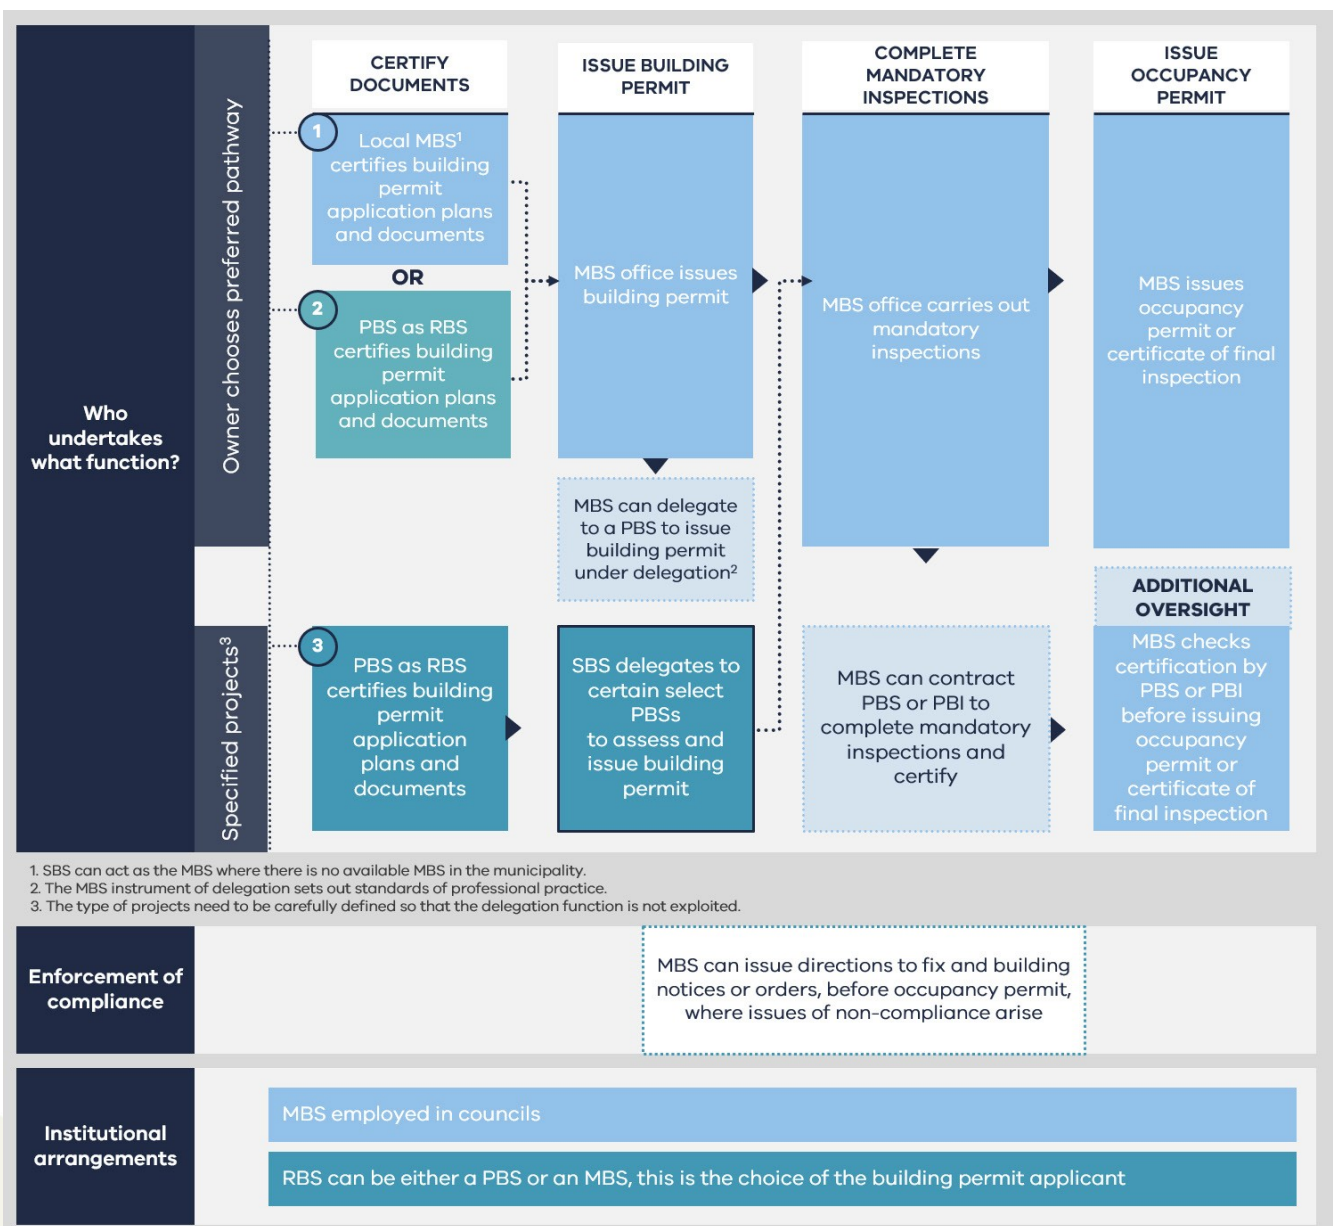 CERTIFY
DOCUMENTS
ISSUE BUILDING
PERMIT
COMPLETE
MANDATORY
INSPECTIONS
ISSUE
OCCUPANCY
PERMIT
Who
undertakes
what function?
Owner chooses preferred pathway
1
Local MBS¹
certifies building
permit
application plans
and documents
OR
2
PBS as RBS
certifies building
permit
application plans
and documents
MBS office issues
building permit
MBS can delegate
to a PBS to issue
building permit
under delegation²
MBS office carries out
mandatory
inspections
MBS issues
occupancy
permit or
certificate of final
inspection
Specified projects³
3
PBS as RBS
certifies building
permit
application
plans and
documents
SBS delegates to
certain select
PBSs
to assess and
issue building
permit
MBS can contract
PBS or PBI to
complete mandatory
inspections and
certify
ADDITIONAL
OVERSIGHT
MBS checks
certification by
PBS or PBI
before issuing
occupancy
permit or
certificate of
final inspection
1. SBS can act as the MBS where there is no available MBS in the municipality.
2. The MBS instrument of delegation sets out standards of professional practice.
3. The type of projects need to be carefully defined so that the delegation function is not exploited.
Enforcement of
compliance
MBS can issue directions to fix and building
notices or orders, before occupancy permit,
where issues of non-compliance arise
Institutional
arrangements
MBS employed in councils
RBS can be either a PBS or an MBS, this is the choice of the building permit applicant